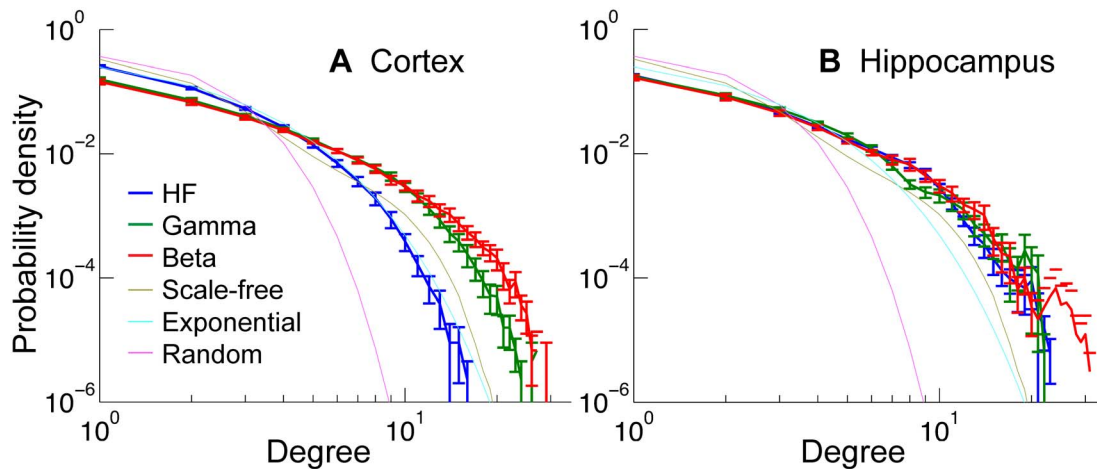 A Cortex
B Hippocampus
Probability density
10^0
10^-2
10^-4
10^-6
HF
Gamma
Beta
Scale-free
Exponential
Random
10^0
10^1
Degree
10^0
10^-2
10^-4
10^-6
10^0
10^1
Degree